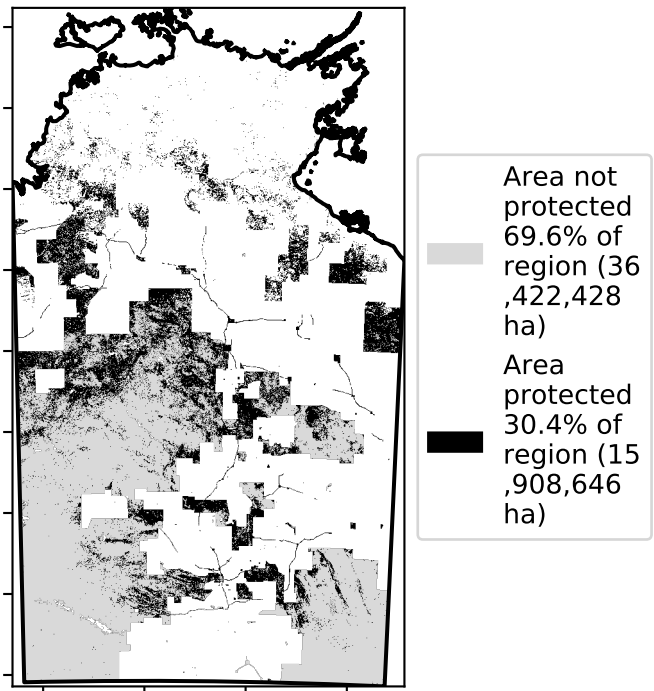 Area not
protected
69.6% of
region (36
,422,428
ha)
Area
protected
30.4% of
region (15
,908,646
ha)